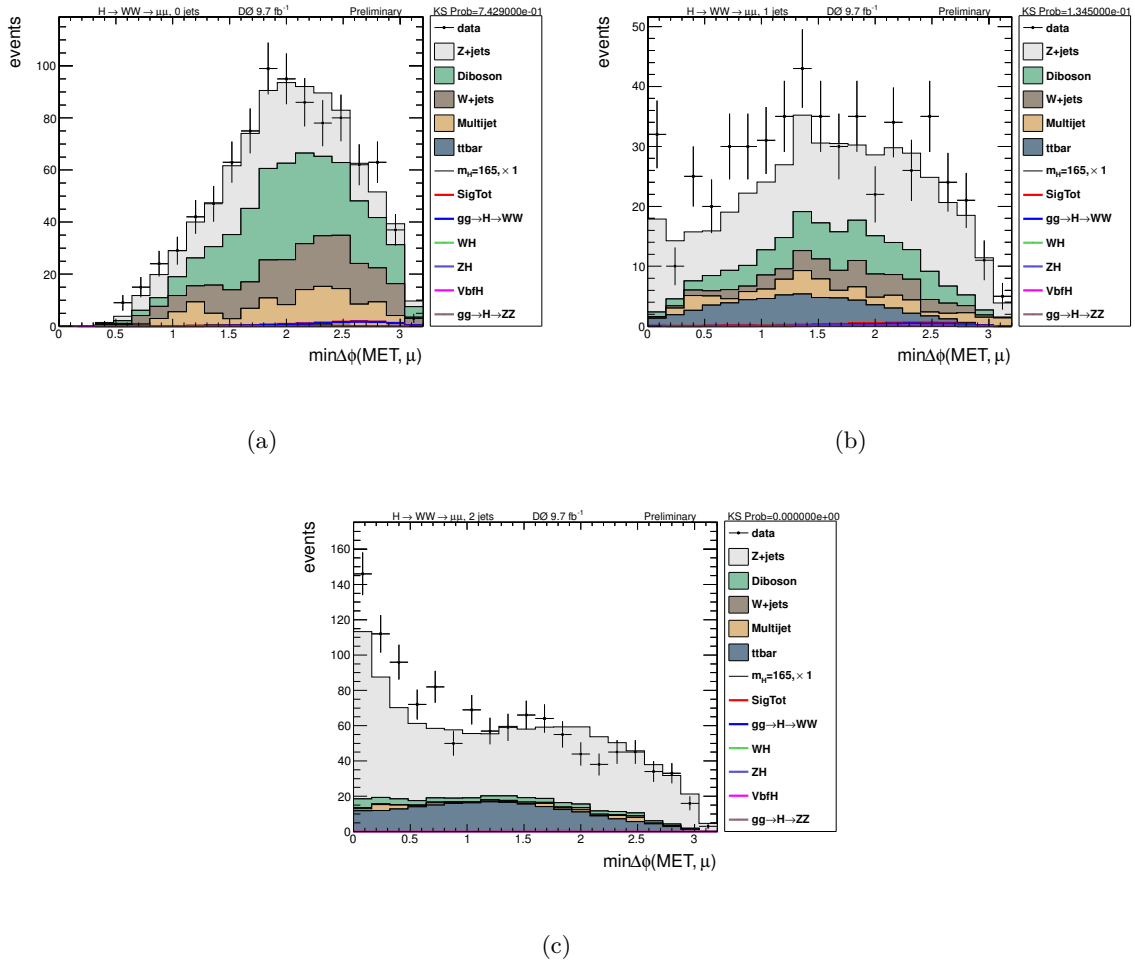 H → WW → μμ, 0 jets DØ 9.7 fb⁻¹ Preliminary KS Prob=7.429000e-01
events
100
80
60
40
20
0
0 0.5 1 1.5 2 2.5 3
minΔϕ(MET, μ)
data
Z+jets
Diboson
W+jets
Multijet
ttbar
m_H=165, × 1
SigTot
gg→H→WW
WH
ZH
VbfH
gg→H→ZZ
(a)
H → WW → μμ, 1 jets DØ 9.7 fb⁻¹ Preliminary KS Prob=1.345000e-01
events
50
40
30
20
10
0
0 0.5 1 1.5 2 2.5 3
minΔϕ(MET, μ)
data
Z+jets
Diboson
W+jets
Multijet
ttbar
m_H=165, × 1
SigTot
gg→H→WW
WH
ZH
VbfH
gg→H→ZZ
(b)
H → WW → μμ, 2 jets DØ 9.7 fb⁻¹ Preliminary KS Prob=0.000000e+00
events
160
140
120
100
80
60
40
20
0
0 0.5 1 1.5 2 2.5 3
minΔϕ(MET, μ)
data
Z+jets
Diboson
W+jets
Multijet
ttbar
m_H=165, × 1
SigTot
gg→H→WW
WH
ZH
VbfH
gg→H→ZZ
(c)